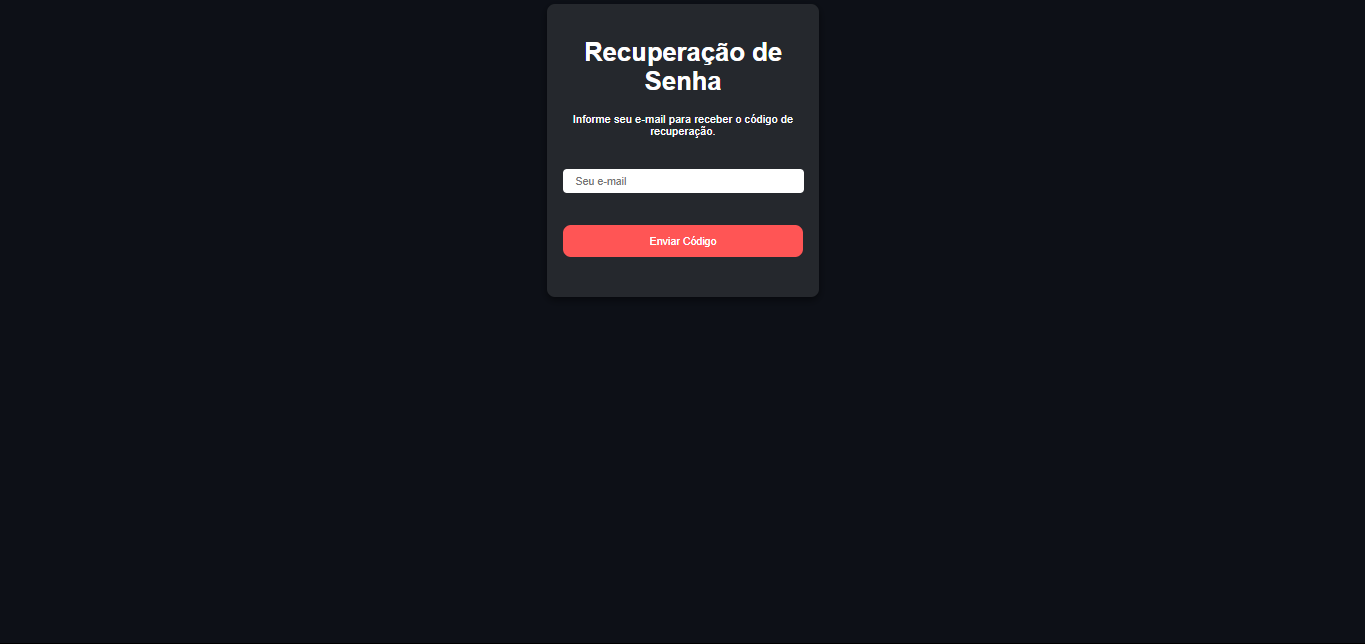 Recuperação de
Senha
Informe seu e-mail para receber o código de
recuperação.
Seu e-mail
Enviar Código